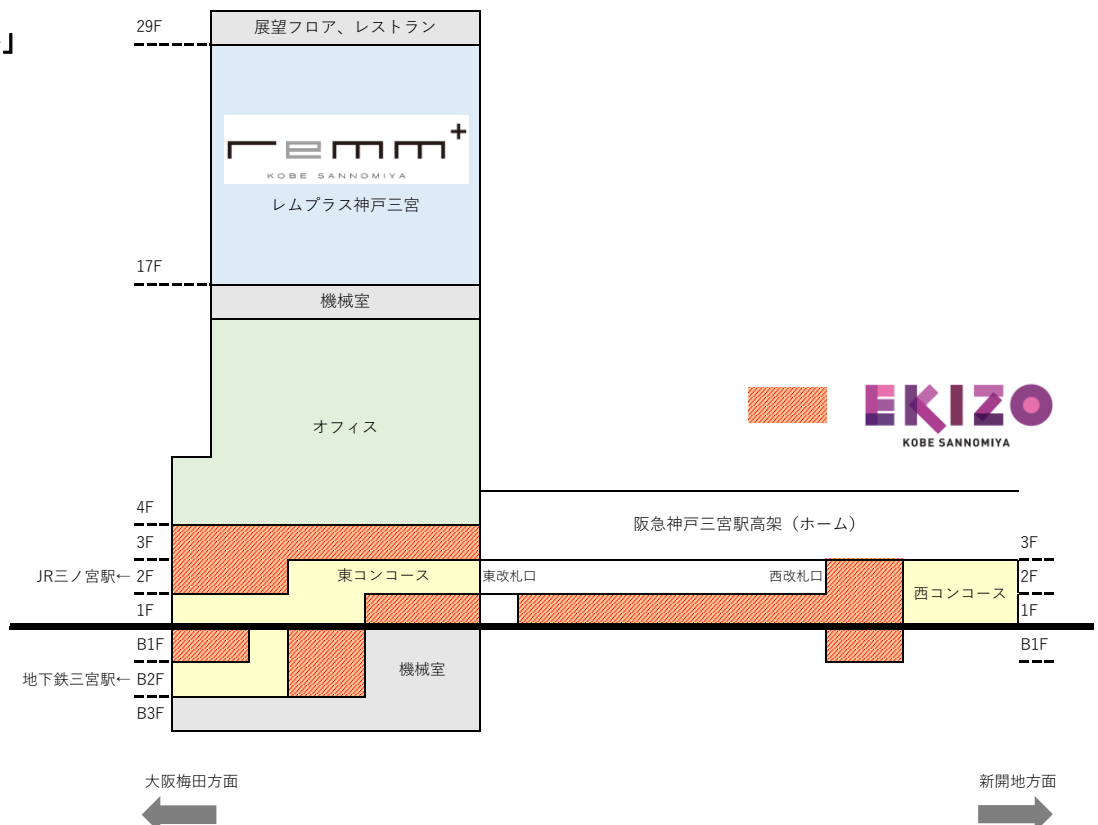 」
29F
展望フロア、レストラン
remm+
KOBE SANNOMIYA
レムプラス神戸三宮
17F
機械室
オフィス
EKIZO
KOBE SANNOMIYA
4F
阪急神戸三宮駅高架（ホーム）
3F
3F
JR三ノ宮駅← 2F
東コンコース
東改札口
西改札口
2F
西コンコース
1F
1F
B1F
B1F
機械室
地下鉄三宮駅← B2F
B3F
大阪梅田方面
新開地方面